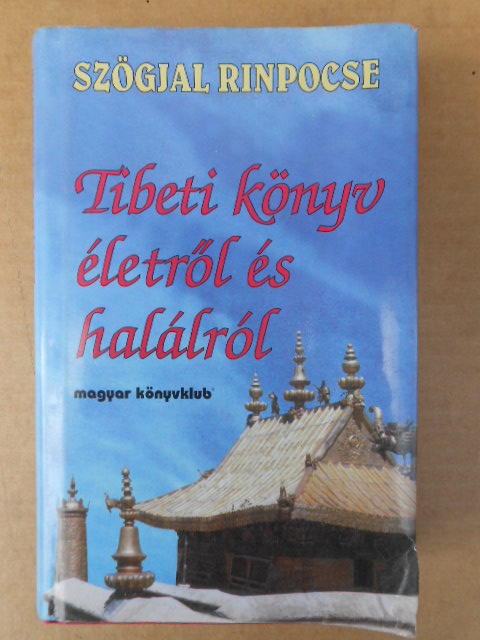 SZÖGJAL RINPOCSE
Tibeti könyv
életről és
halálról
magyar könyvklub